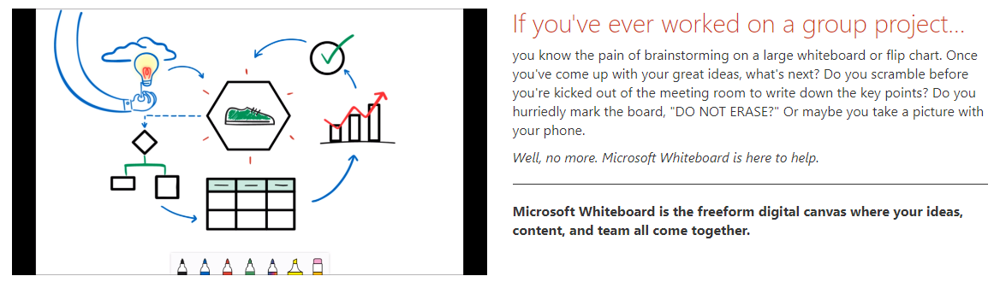 If you've ever worked on a group project...
you know the pain of brainstorming on a large whiteboard or flip chart. Once
you've come up with your great ideas, what's next? Do you scramble before
you're kicked out of the meeting room to write down the key points? Do you
hurriedly mark the board, "DO NOT ERASE?" Or maybe you take a picture with
your phone.
Well, no more. Microsoft Whiteboard is here to help.
Microsoft Whiteboard is the freeform digital canvas where your ideas,
content, and team all come together.